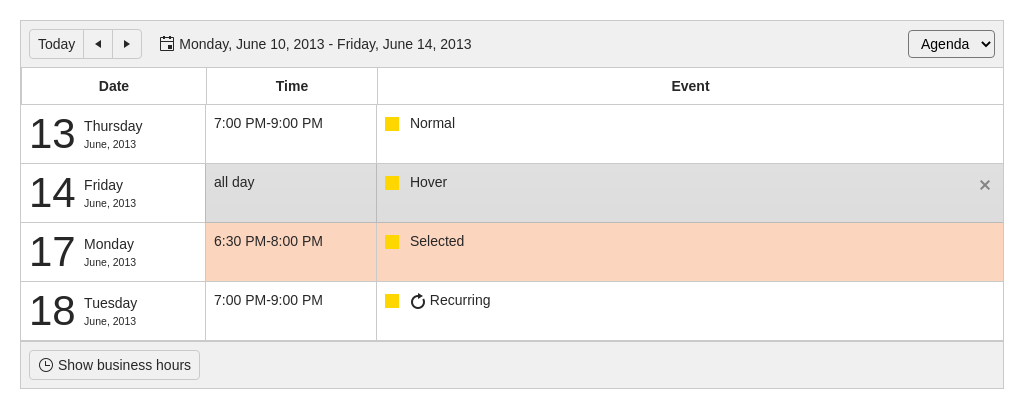 Today Monday, June 10, 2013 - Friday, June 14, 2013 Agenda
Date Time Event
13 Thursday June, 2013 7:00 PM-9:00 PM Normal
14 Friday June, 2013 all day Hover
17 Monday June, 2013 6:30 PM-8:00 PM Selected
18 Tuesday June, 2013 7:00 PM-9:00 PM Recurring
Show business hours